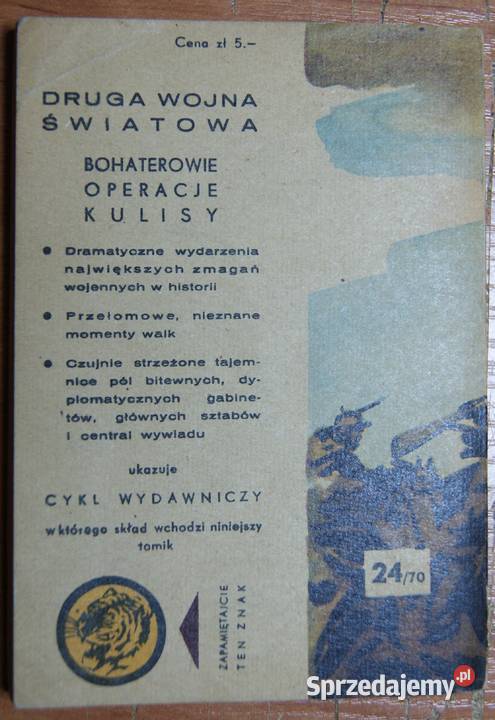 Cena zł 5.—
DRUGA WOJNA
ŚWIATOWA
BOHATEROWIE
OPERACJE
KULISY
● Dramatyczne wydarzenia
największych zmagań
wojennych w historii
● Przełomowe, nieznane
momenty walk
● Czujnie strzeżone tajem-
nice pól bitewnych, dy-
plomatycznych gabine-
tów, głównych sztabów
i central wywiadu
ukazuje
CYKL WYDAWNICZY
w którego skład wchodzi niniejszy
tomik
24/70
ZAPAMIĘTAJCIE
TEN ZNAK
Sprzedajemy.pl